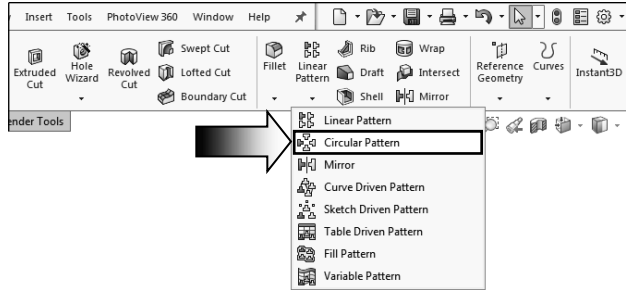 Insert Tools PhotoView 360 Window Help
Extruded Cut
Hole Wizard
Revolved Cut
Swept Cut
Lofted Cut
Boundary Cut
Fillet
Linear Pattern
Rib
Draft
Shell
Wrap
Intersect
Mirror
Reference Geometry
Curves
Instant3D
ender Tools
Linear Pattern
Circular Pattern
Mirror
Curve Driven Pattern
Sketch Driven Pattern
Table Driven Pattern
Fill Pattern
Variable Pattern